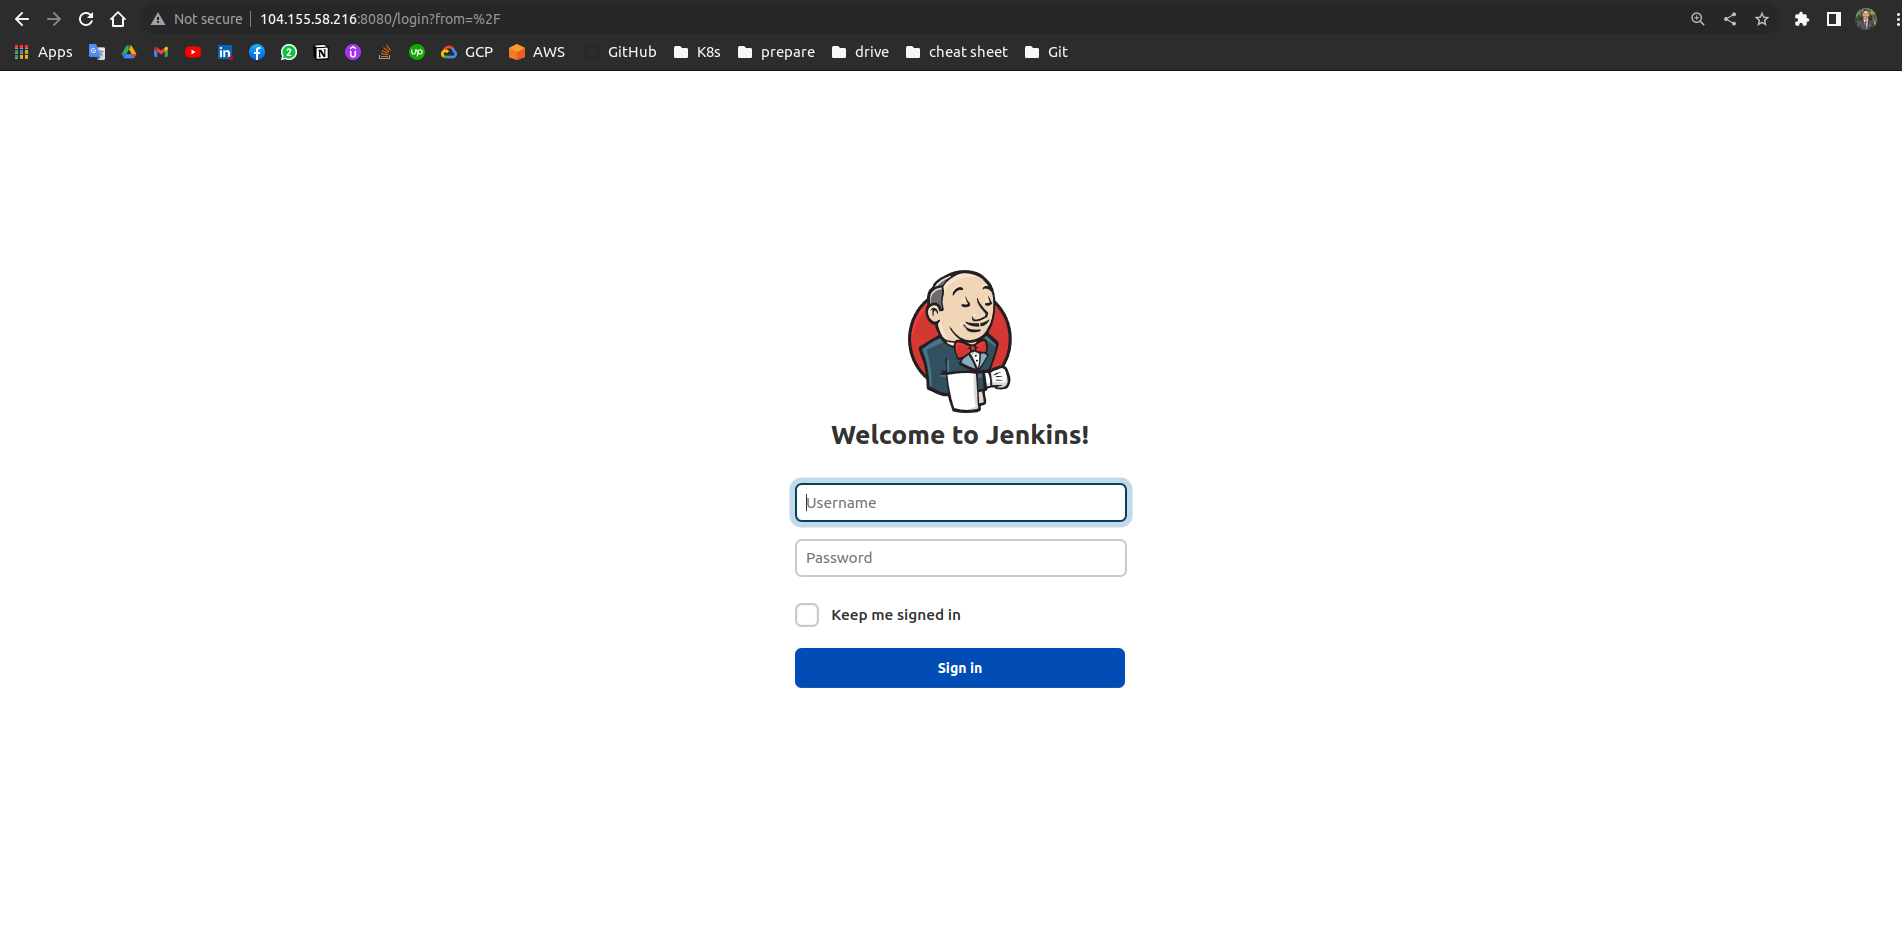 Not secure 104.155.58.216:8080/login?from=%2F
Apps GCP AWS GitHub K8s prepare drive cheat sheet Git
Welcome to Jenkins!
Username
Password
Keep me signed in
Sign in